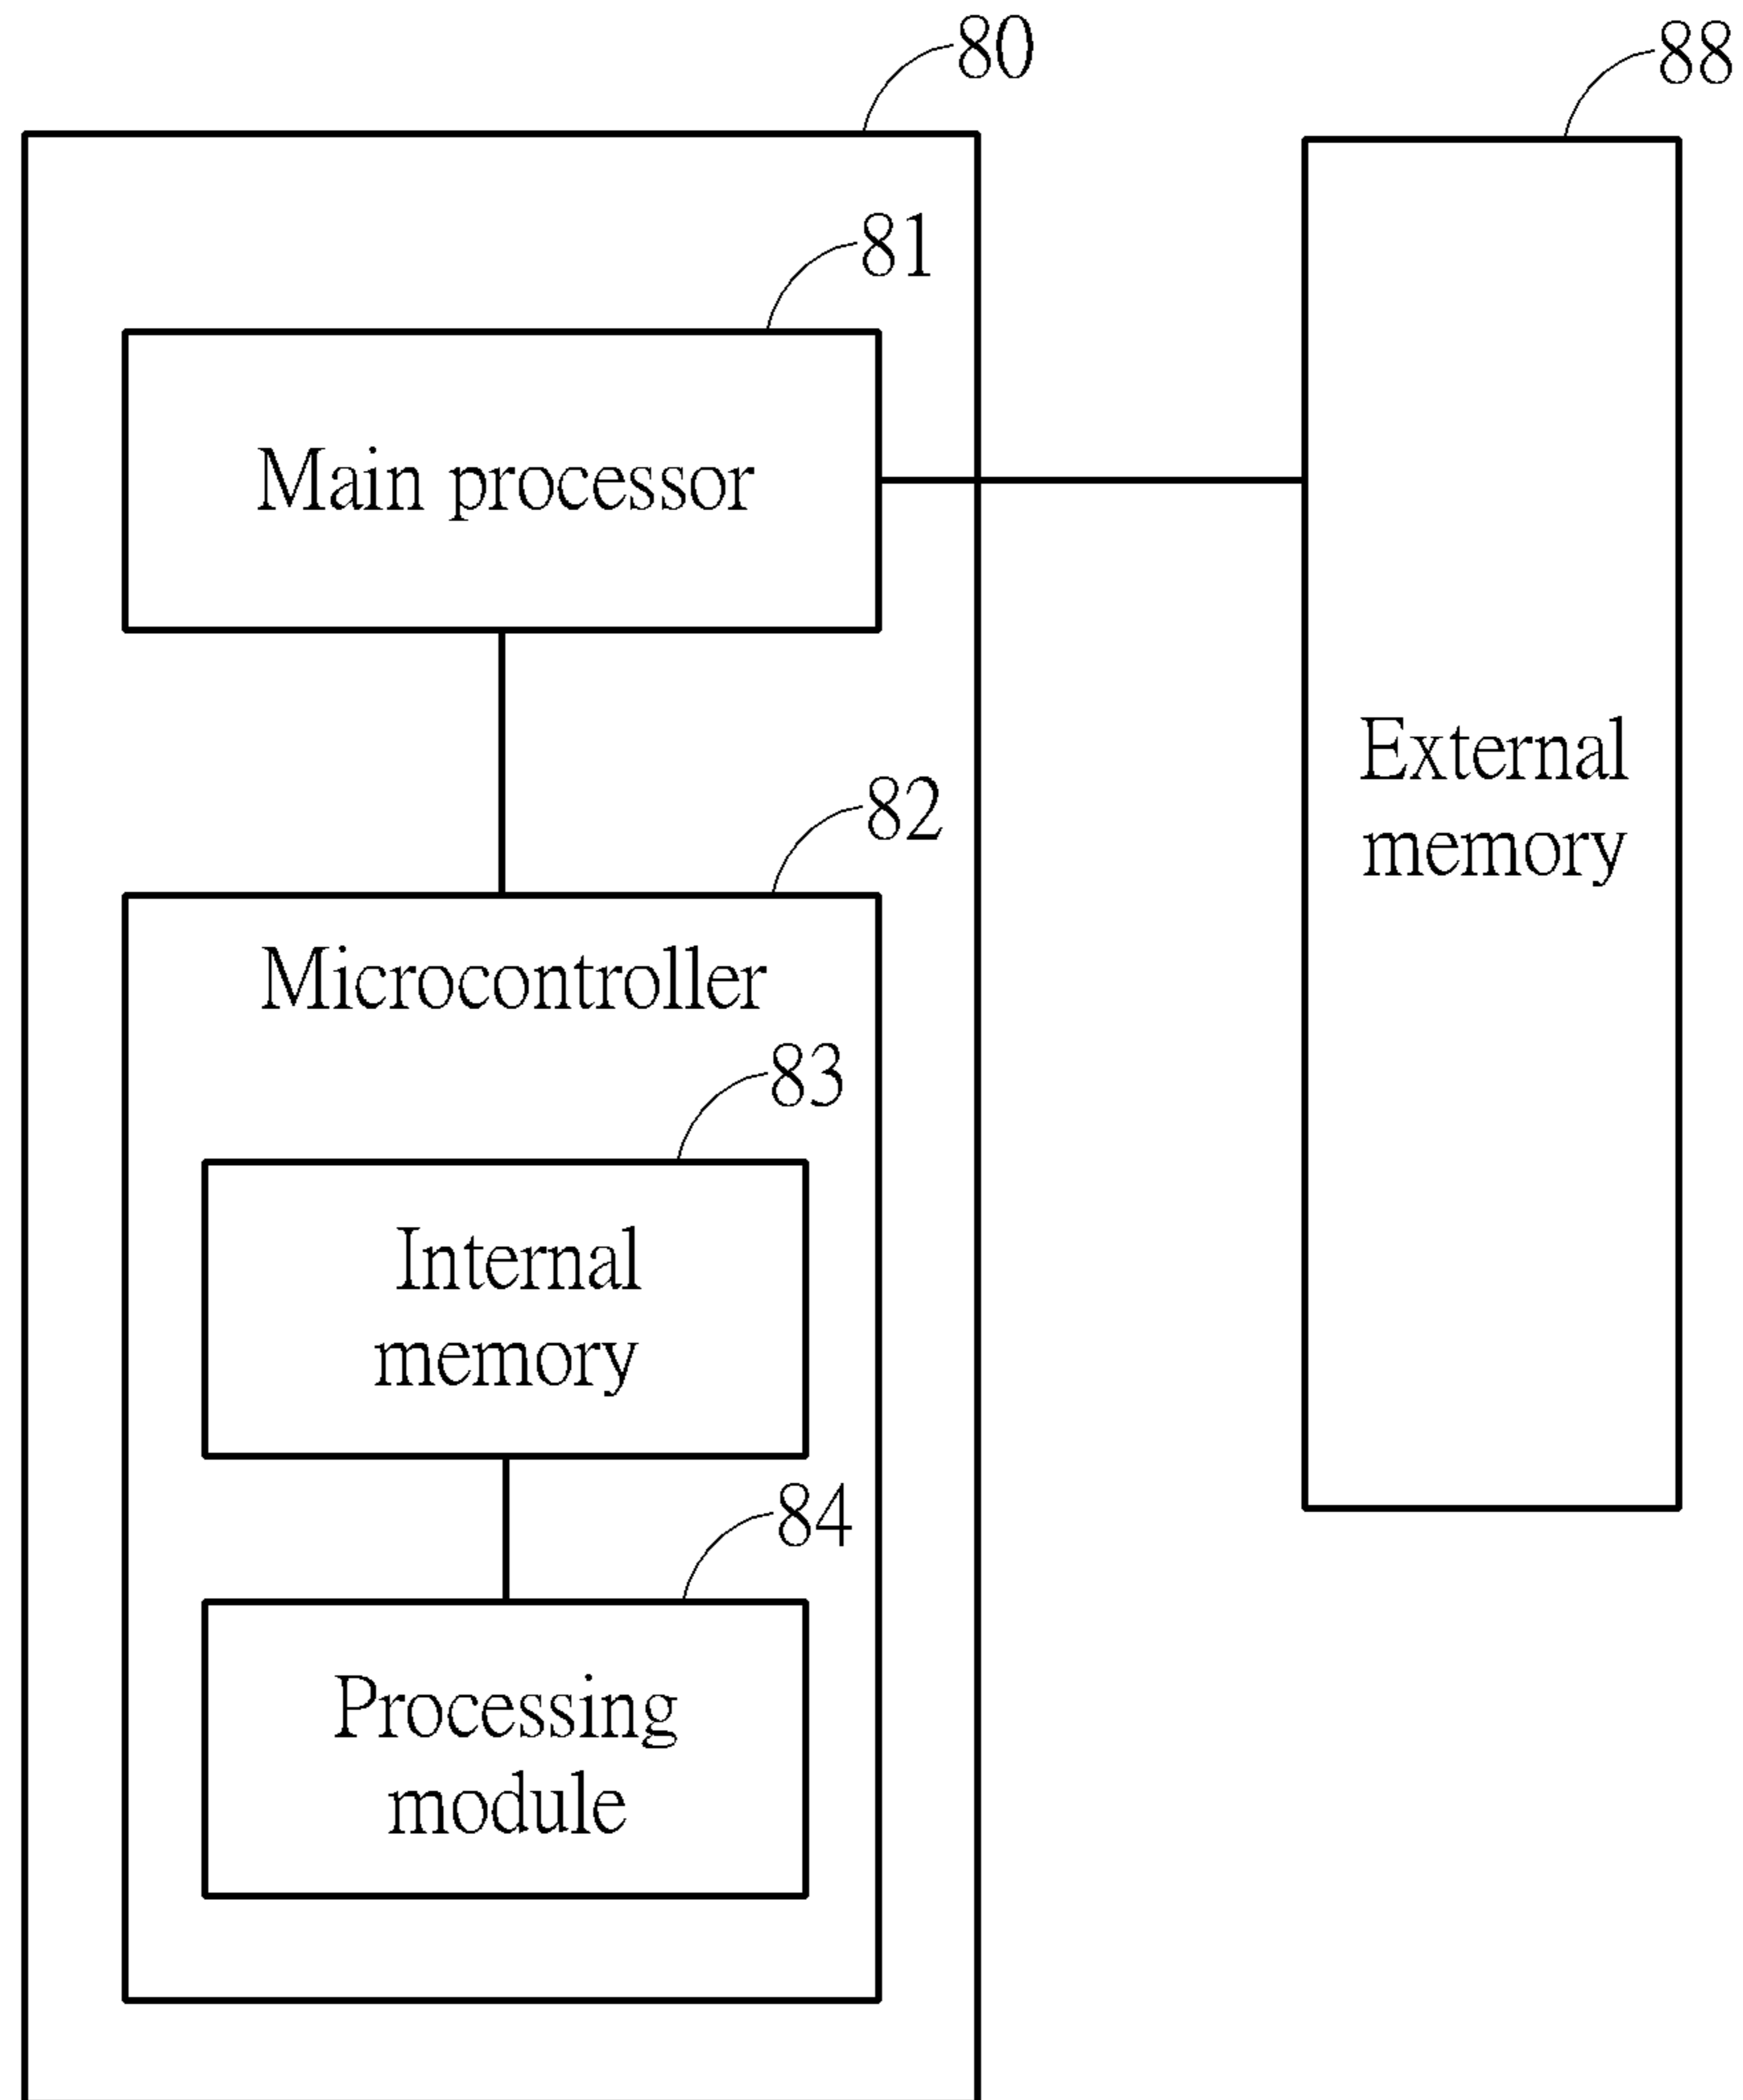 80
88
81
Main processor
82
Microcontroller
83
Internal
memory
84
Processing
module
External
memory